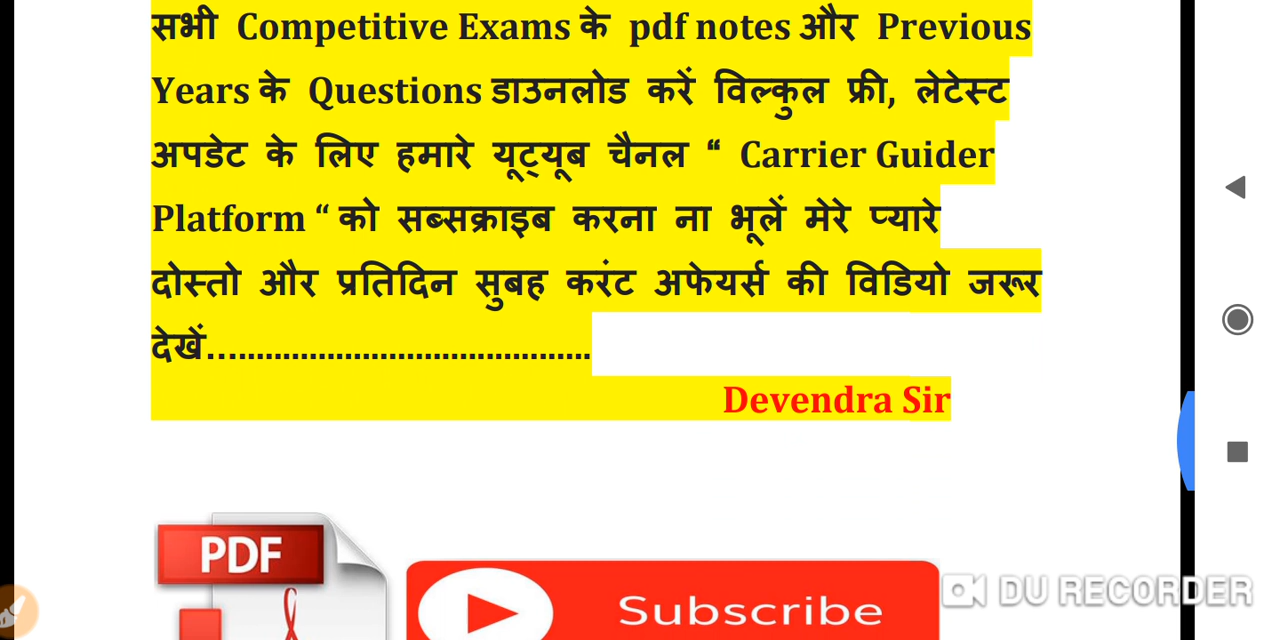 सभी Competitive Exams के pdf notes और Previous
Years के Questions डाउनलोड करें विल्कुल फ्री, लेटेस्ट
अपडेट के लिए हमारे यूट्यूब चैनल “ Carrier Guider
Platform “ को सब्सक्राइब करना ना भूलें मेरे प्यारे
दोस्तो और प्रतिदिन सुबह करंट अफेयर्स की विडियो जरूर
देखें........................................
Devendra Sir
PDF
Subscribe
DU RECORDER